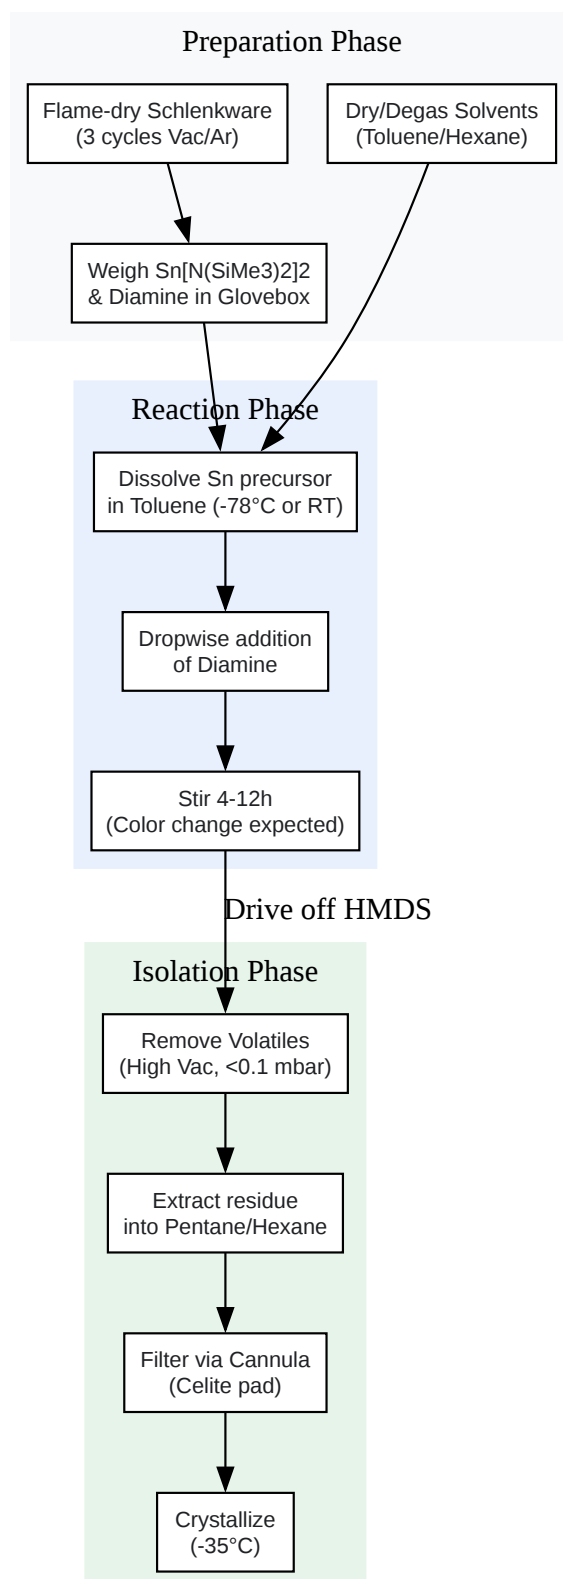 Preparation Phase
Flame-dry Schlenkware
(3 cycles Vac/Ar)
Dry/Degas Solvents
(Toluene/Hexane)
Weigh Sn[N(SiMe3)2]2
& Diamine in Glovebox
Reaction Phase
Dissolve Sn precursor
in Toluene (-78°C or RT)
Dropwise addition
of Diamine
Stir 4-12h
(Color change expected)
Drive off HMDS
Isolation Phase
Remove Volatiles
(High Vac, <0.1 mbar)
Extract residue
into Pentane/Hexane
Filter via Cannula
(Celite pad)
Crystallize
(-35°C)